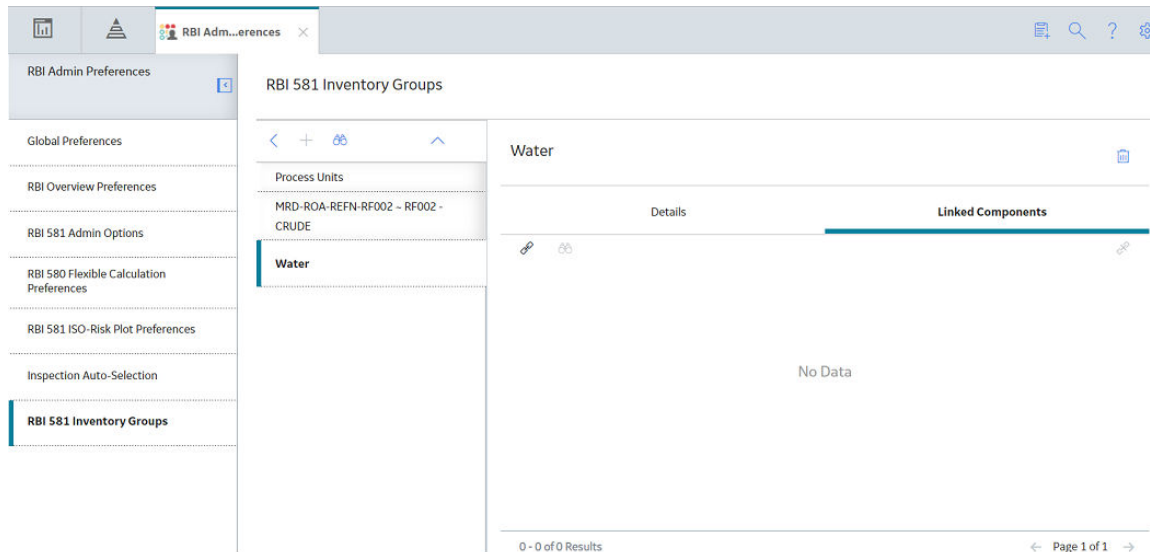 RBI Adm...erences
RBI Admin Preferences
Global Preferences
RBI Overview Preferences
RBI 581 Admin Options
RBI 580 Flexible Calculation
Preferences
RBI 581 ISO-Risk Plot Preferences
Inspection Auto-Selection
RBI 581 Inventory Groups
RBI 581 Inventory Groups
Process Units
MRD-ROA-REFN-RF002 ~ RF002 -
CRUDE
Water
Water
Details
Linked Components
No Data
0 - 0 of 0 Results
Page 1 of 1